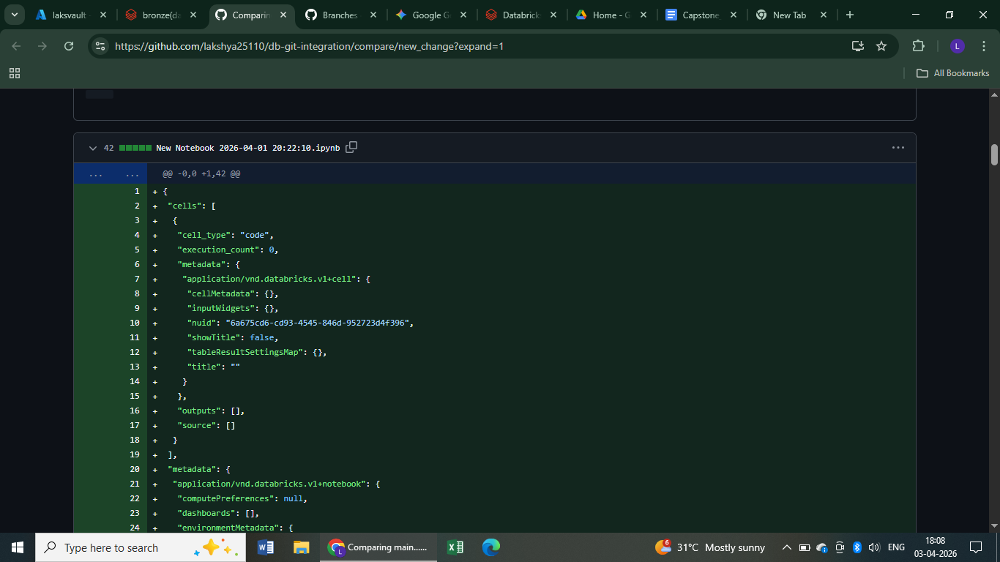 laksvault
bronze(da
Comparin
Branches
Google Ge
Databrick
Home - G
Capstone_
New Tab
https://github.com/lakshya25110/db-git-integration/compare/new_change?expand=1
L
All Bookmarks
42 New Notebook 2026-04-01 20:22:10.ipynb
... ... @@ -0,0 +1,42 @@
1 + {
2 + "cells": [
3 + {
4 + "cell_type": "code",
5 + "execution_count": 0,
6 + "metadata": {
7 + "application/vnd.databricks.v1+cell": {
8 + "cellMetadata": {},
9 + "inputWidgets": {},
10 + "nuid": "6a675cd6-cd93-4545-846d-952723d4f396",
11 + "showTitle": false,
12 + "tableResultSettingsMap": {},
13 + "title": ""
14 + }
15 + },
16 + "outputs": [],
17 + "source": []
18 + }
19 + ],
20 + "metadata": {
21 + "application/vnd.databricks.v1+notebook": {
22 + "computePreferences": null,
23 + "dashboards": [],
24 + "environmentMetadata": {
Type here to search
Comparing main......
6
31°C Mostly sunny
ENG
18:08
03-04-2026